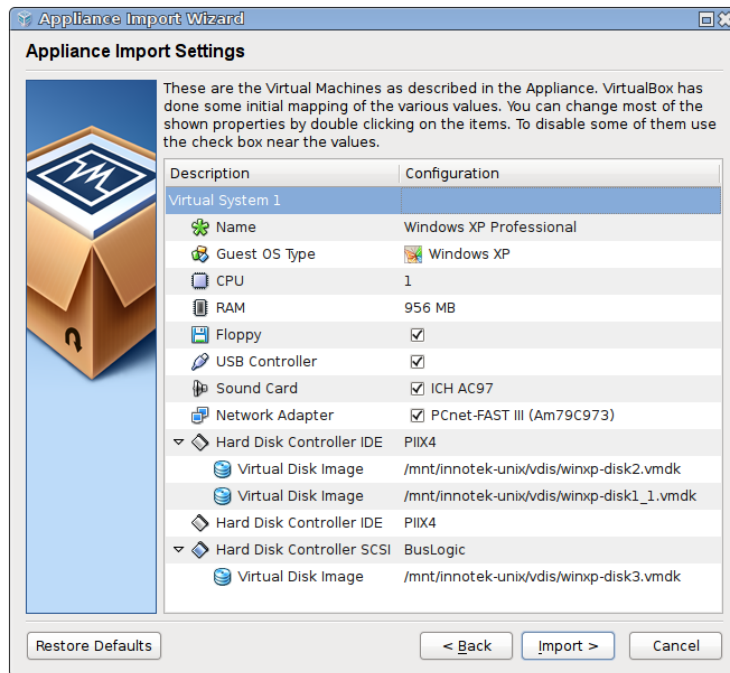 Appliance Import Wizard
Appliance Import Settings
These are the Virtual Machines as described in the Appliance. VirtualBox has
done some initial mapping of the various values. You can change most of the
shown properties by double clicking on the items. To disable some of them use
the check box near the values.
Description Configuration
Virtual System 1
Name Windows XP Professional
Guest OS Type Windows XP
CPU 1
RAM 956 MB
Floppy
USB Controller
Sound Card ICH AC97
Network Adapter PCnet-FAST III (Am79C973)
Hard Disk Controller IDE PIIX4
Virtual Disk Image /mnt/innotek-unix/vdis/winxp-disk2.vmdk
Virtual Disk Image /mnt/innotek-unix/vdis/winxp-disk1_1.vmdk
Hard Disk Controller IDE PIIX4
Hard Disk Controller SCSI BusLogic
Virtual Disk Image /mnt/innotek-unix/vdis/winxp-disk3.vmdk
Restore Defaults < Back Import > Cancel